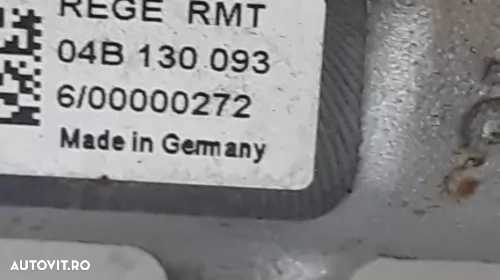 REGE RMT
04B 130 093
6/00000272
Made in Germany
AUTOVIT.RO